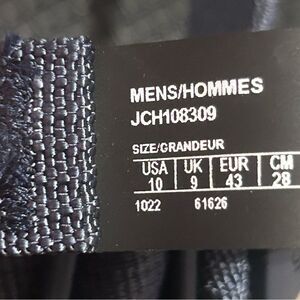 MENS/HOMMES
JCH108309
SIZE/GRANDEUR
USA UK EUR CM
10 9 43 28
1022 61626